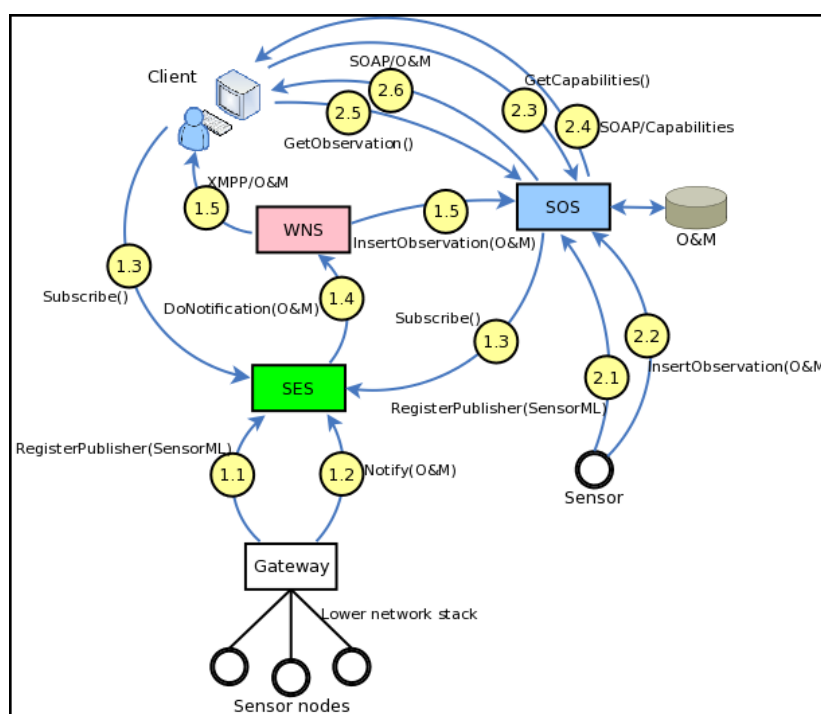 SOAP/O&M
Client
GetCapabilities()
2.6
2.3
2.5
2.4
SOAP/Capabilities
GetObservation()
XMPP/O&M
1.5
WNS
1.5
SOS
InsertObservation(O&M)
O&M
1.3
Subscribe()
1.4
DoNotification(O&M)
Subscribe()
1.3
2.2
InsertObservation(O&M)
2.1
SES
RegisterPublisher(SensorML)
RegisterPublisher(SensorML)
1.1
1.2
Notify(O&M)
Sensor
Gateway
Lower network stack
Sensor nodes